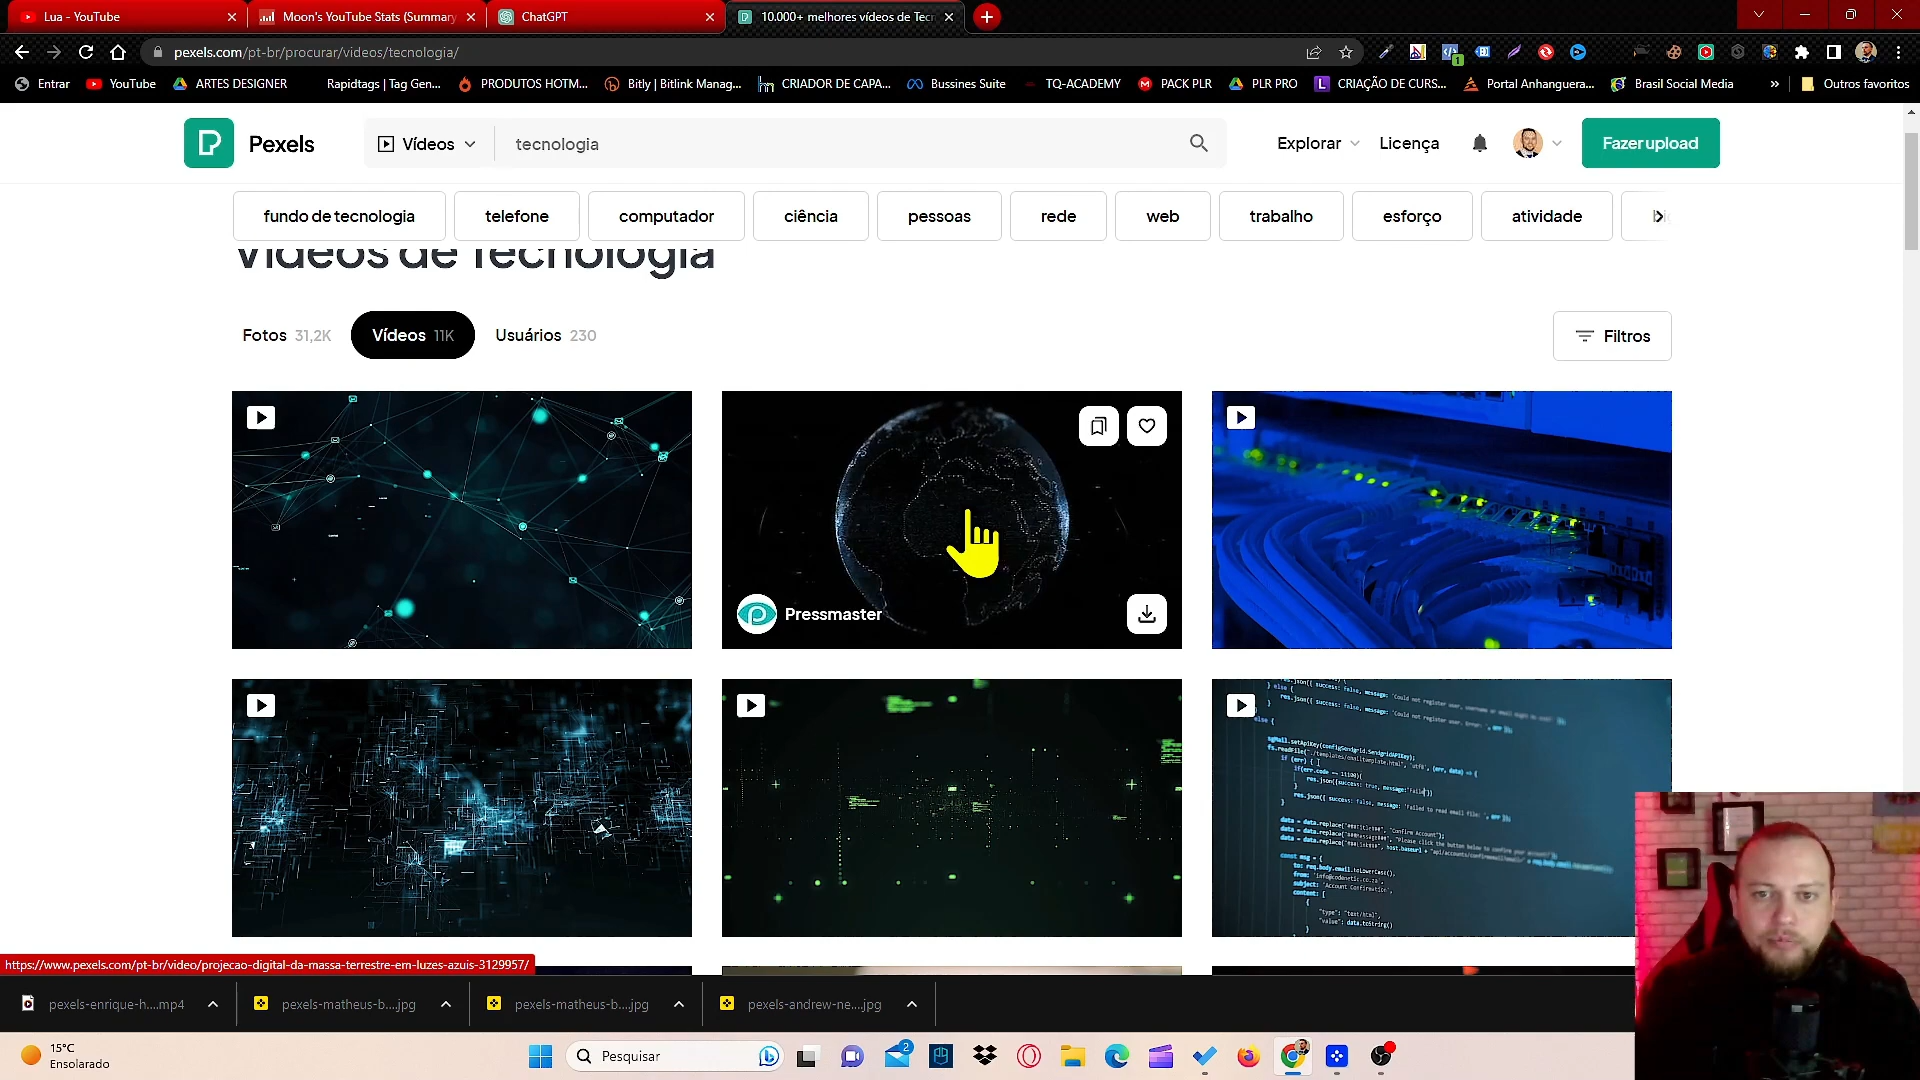 Lua - YouTube
Moon's YouTube Stats (Summary
ChatGPT
10.000+ melhores vídeos de Tecn
pexels.com/pt-br/procurar/videos/tecnologia/
1
Entrar
YouTube
ARTES DESIGNER
Rapidtags | Tag Gen...
PRODUTOS HOTM...
Bitly | Bitlink Manag...
CRIADOR DE CAPA...
Bussines Suite
TQ-ACADEMY
PACK PLR
PLR PRO
CRIAÇÃO DE CURS...
Portal Anhanguera...
Brasil Social Media
»
Outros favoritos
Pexels
Vídeos
tecnologia
Explorar
Licença
Fazer upload
fundo de tecnologia
telefone
computador
ciência
pessoas
rede
web
trabalho
esforço
atividade
Vídeos de Tecnologia
Fotos 31,2K
Vídeos 11K
Usuários 230
Filtros
Pressmaster
https://www.pexels.com/pt-br/video/projecao-digital-da-massa-terrestre-em-luzes-azuis-3129957/
pexels-enrique-h....mp4
pexels-matheus-b....jpg
pexels-matheus-b....jpg
pexels-andrew-ne....jpg
15°C
Ensolarado
Pesquisar
2